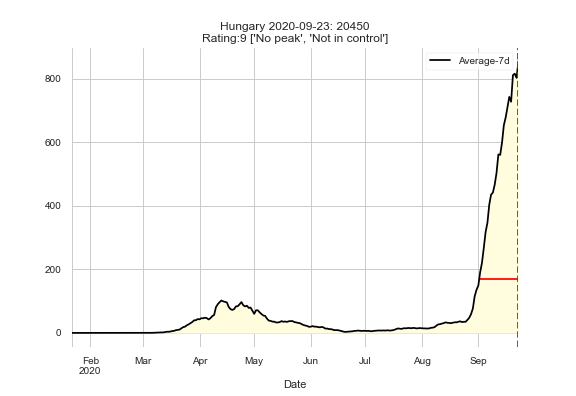 Hungary 2020-09-23: 20450
Rating:9 ['No peak', 'Not in control']
Average-7d
800
600
400
200
0
Feb Mar Apr May Jun Jul Aug Sep
2020
Date